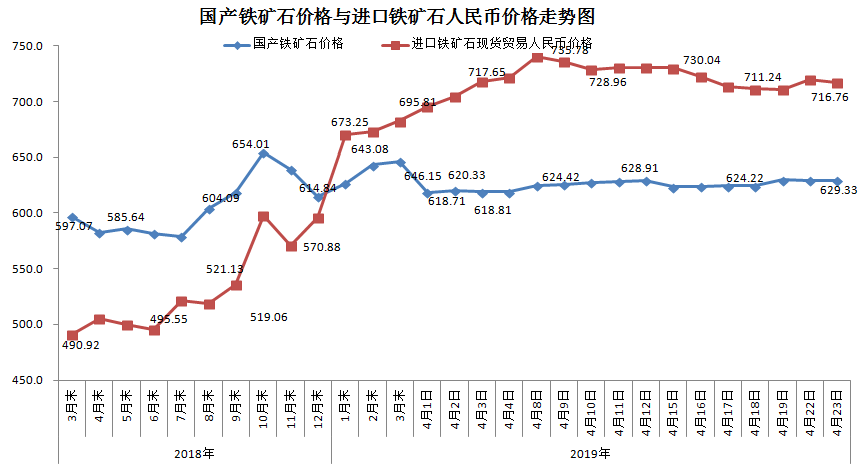 国产铁矿石价格与进口铁矿石人民币价格走势图
国产铁矿石价格 进口铁矿石现货贸易人民币价格
750.0
700.0
650.0
600.0
550.0
500.0
450.0
597.07
585.64
604.09
654.01
614.84
643.08
646.15
618.71
620.33
618.81
624.42
628.91
624.22
629.33
490.92
495.55
521.13
519.06
570.88
673.25
695.81
717.65
735.78
728.96
730.04
711.24
716.76
3月末
4月末
5月末
6月末
7月末
8月末
9月末
10月末
11月末
12月末
1月末
2月末
3月末
4月1日
4月2日
4月3日
4月4日
4月8日
4月9日
4月10日
4月11日
4月12日
4月15日
4月16日
4月17日
4月18日
4月19日
4月22日
4月23日
2018年
2019年